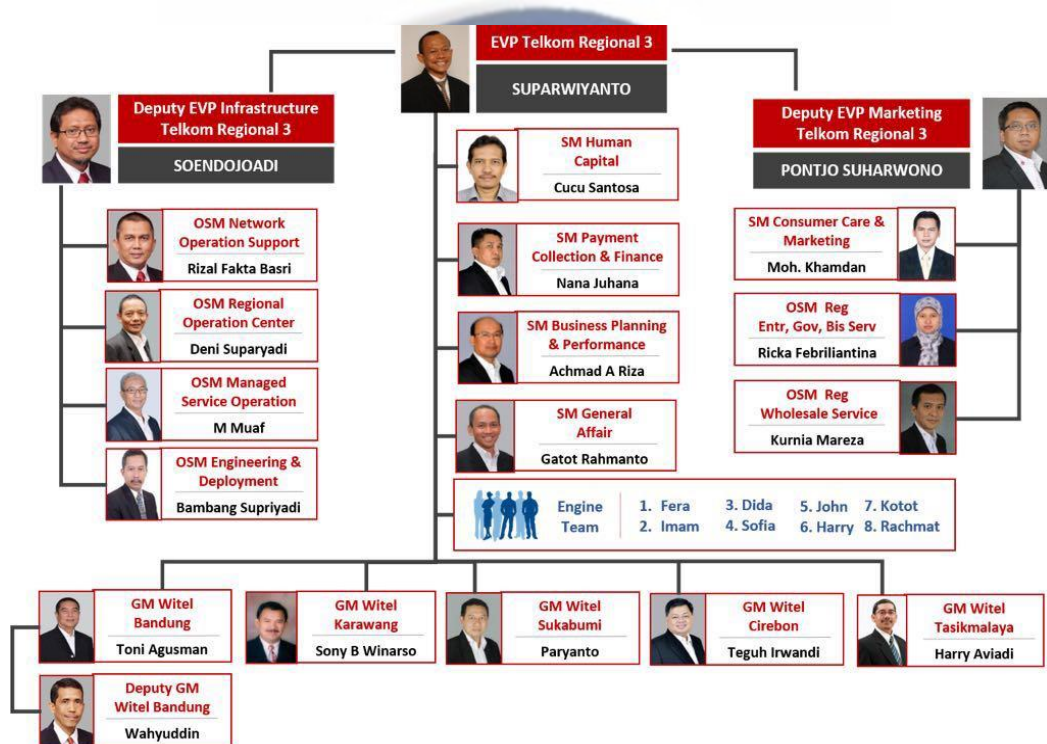 EVP Telkom Regional 3
SUPARWIYANTO
Deputy EVP Infrastructure
Telkom Regional 3
SOENDOJOADI
Deputy EVP Marketing
Telkom Regional 3
PONTJO SUHARWONO
OSM Network
Operation Support
Rizal Fakta Basri
OSM Regional
Operation Center
Deni Suparyadi
OSM Managed
Service Operation
M Muaf
OSM Engineering &
Deployment
Bambang Supriyadi
SM Human
Capital
Cucu Santosa
SM Payment
Collection & Finance
Nana Juhana
SM Business Planning
& Performance
Achmad A Riza
SM General
Affair
Gatot Rahmanto
SM Consumer Care &
Marketing
Moh. Khamdan
OSM Reg
Entr, Gov, Bis Serv
Ricka Febriliantina
OSM Reg
Wholesale Service
Kurnia Mareza
Engine
Team
1. Fera 3. Dida 5. John 7. Kotot
2. Imam 4. Sofia 6. Harry 8. Rachmat
GM Witel
Bandung
Toni Agusman
Deputy GM
Witel Bandung
Wahyuddin
GM Witel
Karawang
Sony B Winarso
GM Witel
Sukabumi
Paryanto
GM Witel
Cirebon
Teguh Irwandi
GM Witel
Tasikmalaya
Harry Aviadi